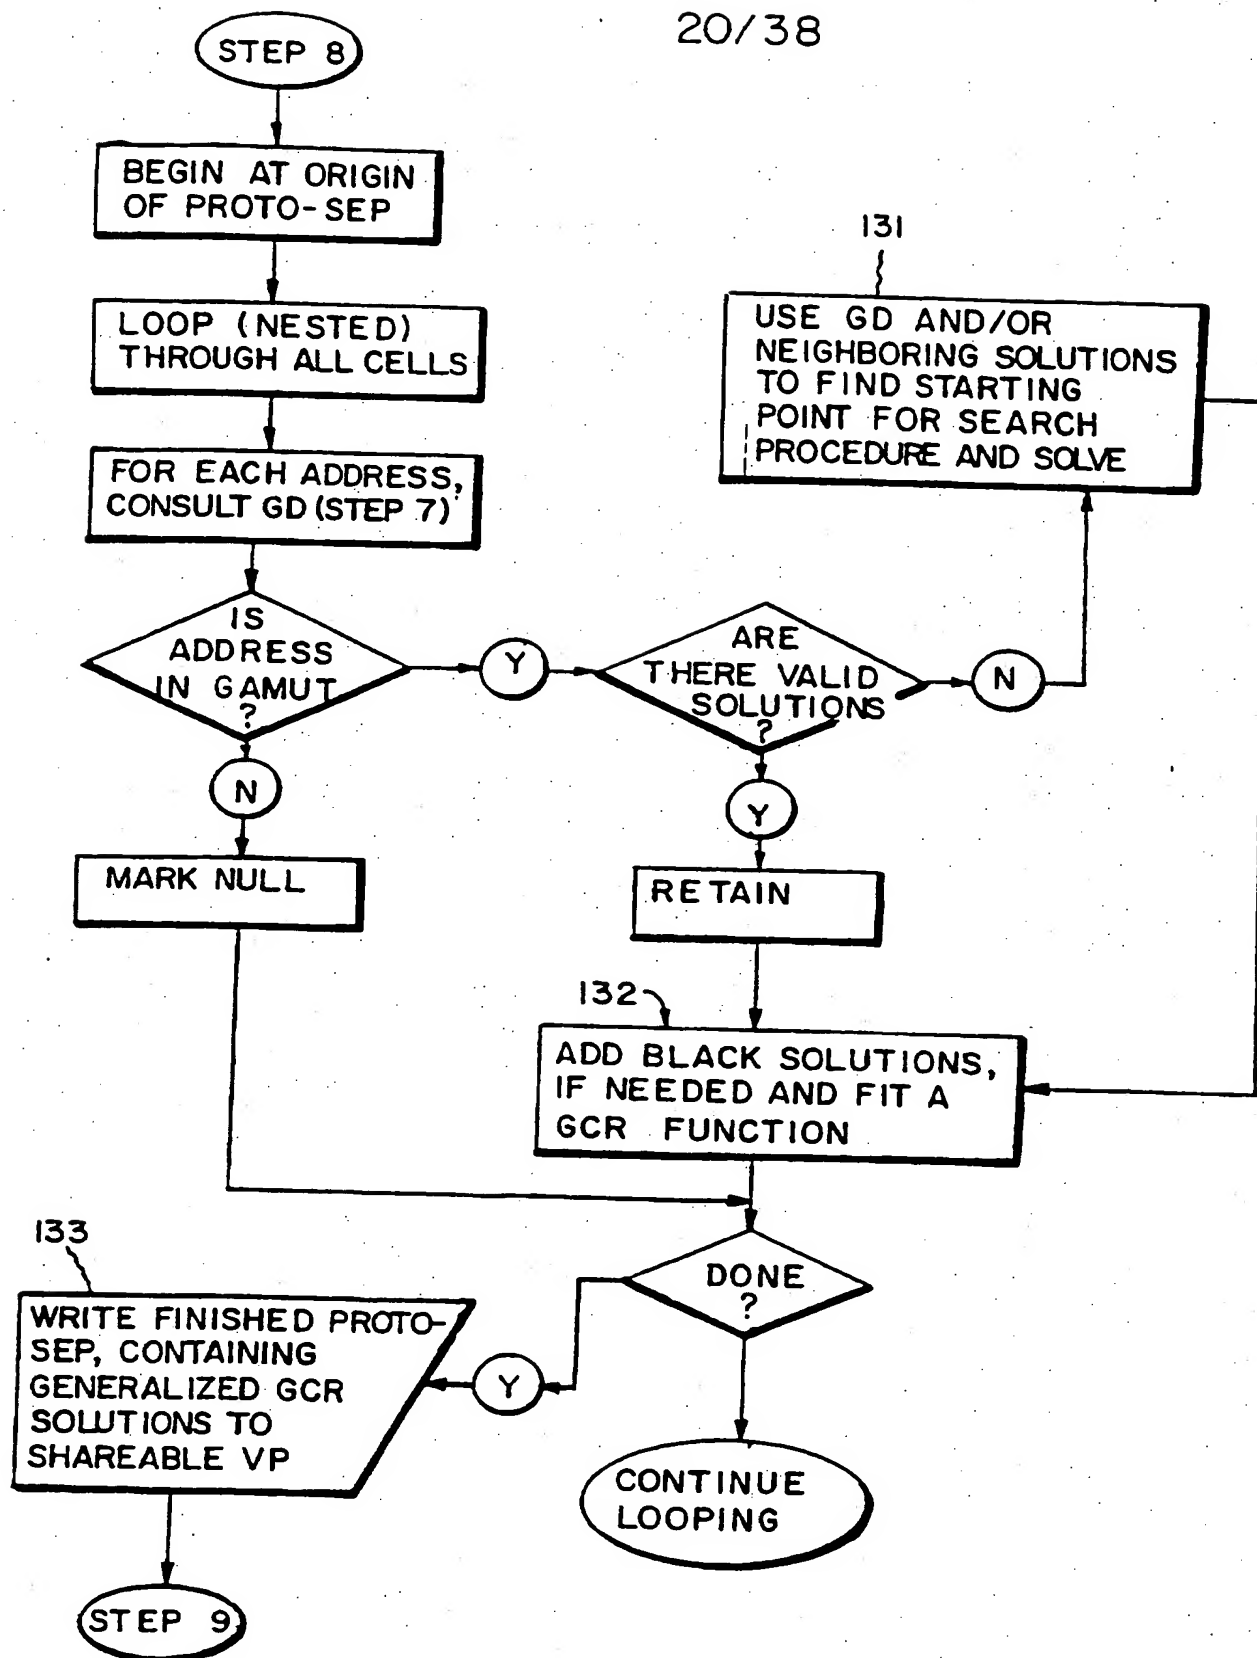 20/38
STEP 8
BEGIN AT ORIGIN
OF PROTO-SEP
LOOP (NESTED)
THROUGH ALL CELLS
FOR EACH ADDRESS,
CONSULT GD (STEP 7)
IS
ADDRESS
IN GAMUT
?
Y
ARE
THERE VALID
SOLUTIONS
?
N
131
USE GD AND/OR
NEIGHBORING SOLUTIONS
TO FIND STARTING
POINT FOR SEARCH
PROCEDURE AND SOLVE
N
MARK NULL
Y
RETAIN
132
ADD BLACK SOLUTIONS,
IF NEEDED AND FIT A
GCR FUNCTION
DONE
?
Y
133
WRITE FINISHED PROTO-
SEP, CONTAINING
GENERALIZED GCR
SOLUTIONS TO
SHAREABLE VP
CONTINUE
LOOPING
STEP 9